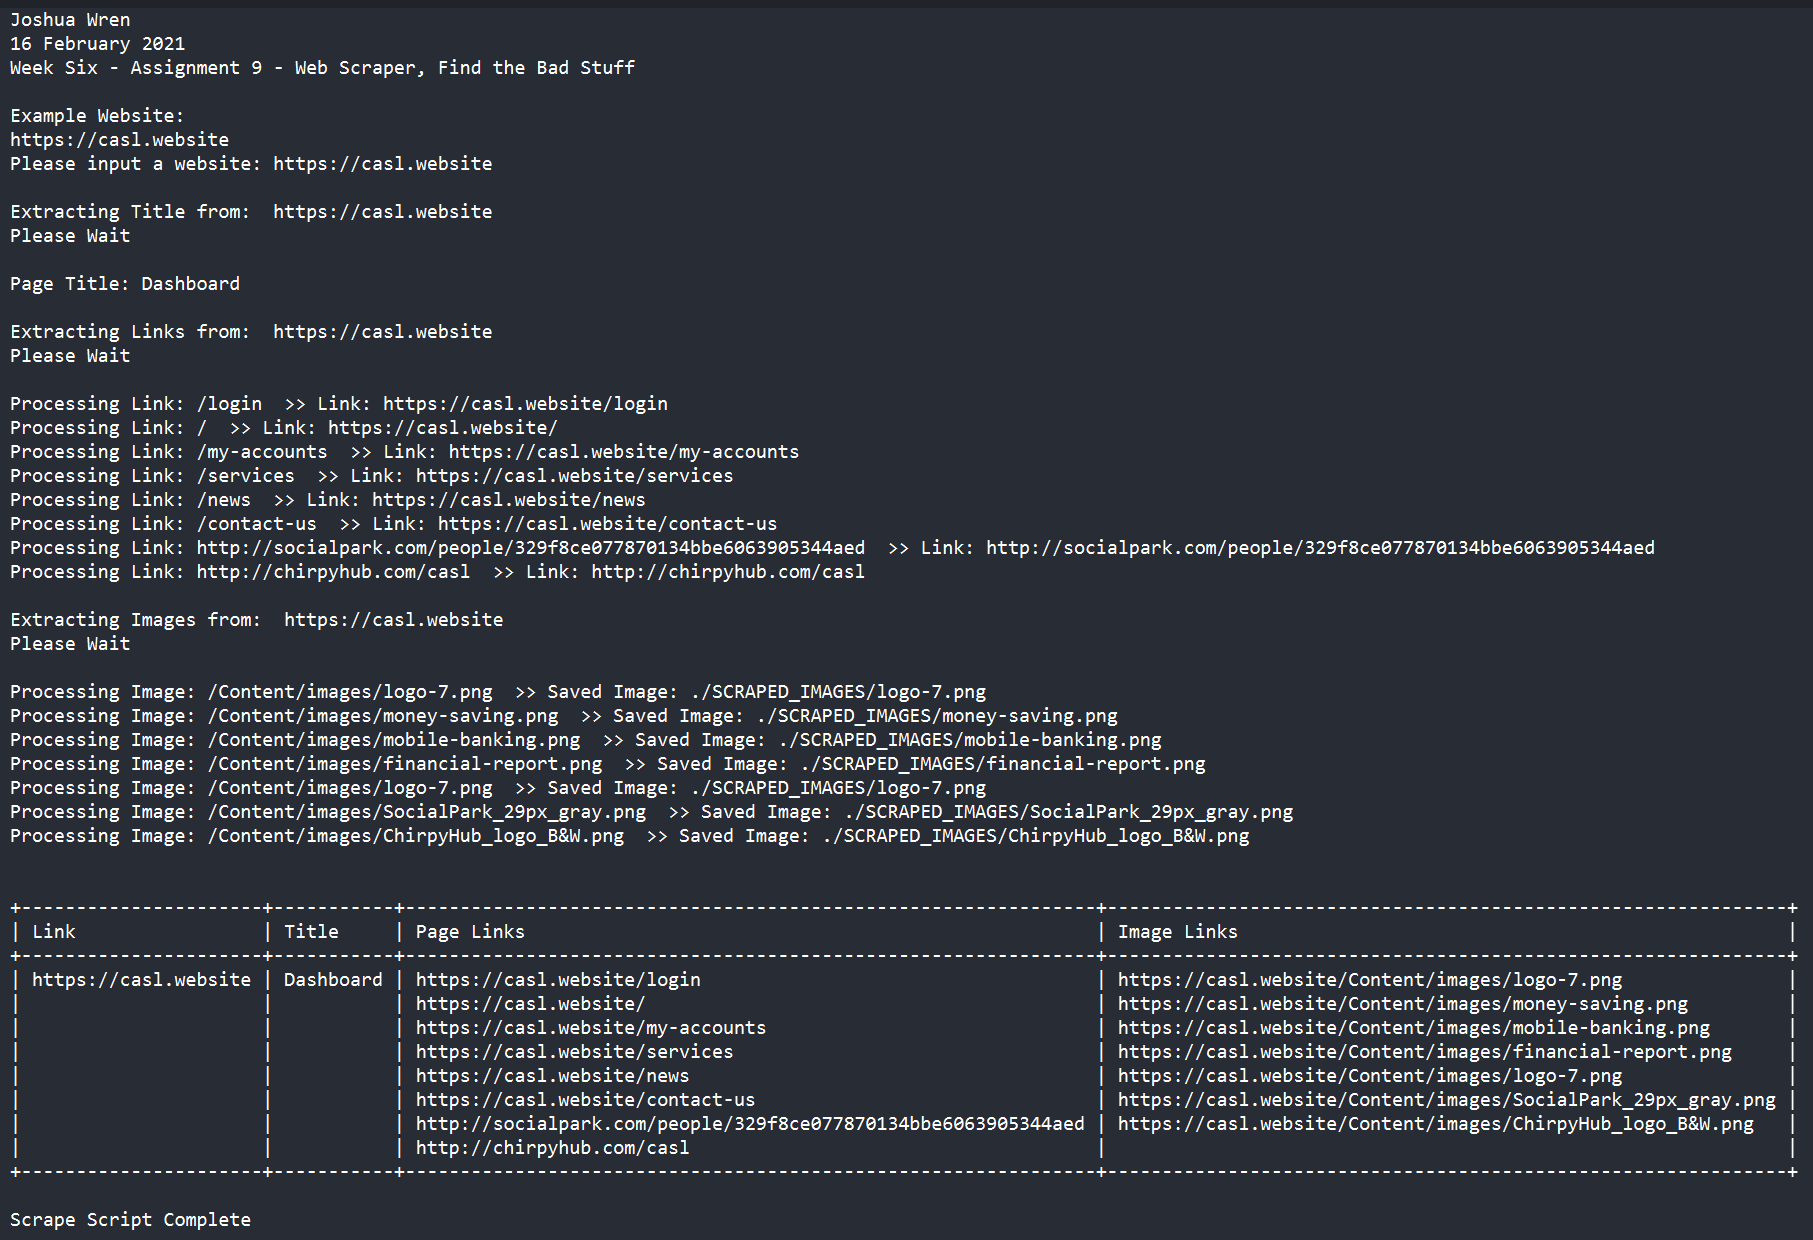 Joshua Wren
16 February 2021
Week Six - Assignment 9 - Web Scraper, Find the Bad Stuff
Example Website:
https://casl.website
Please input a website: https://casl.website
Extracting Title from:  https://casl.website
Please Wait
Page Title: Dashboard
Extracting Links from:  https://casl.website
Please Wait
Processing Link: /login  >> Link: https://casl.website/login
Processing Link: /  >> Link: https://casl.website/
Processing Link: /my-accounts  >> Link: https://casl.website/my-accounts
Processing Link: /services  >> Link: https://casl.website/services
Processing Link: /news  >> Link: https://casl.website/news
Processing Link: /contact-us  >> Link: https://casl.website/contact-us
Processing Link: http://socialpark.com/people/329f8ce077870134bbe6063905344aed  >> Link: http://socialpark.com/people/329f8ce077870134bbe6063905344aed
Processing Link: http://chirpyhub.com/casl  >> Link: http://chirpyhub.com/casl
Extracting Images from:  https://casl.website
Please Wait
Processing Image: /Content/images/logo-7.png  >> Saved Image: ./SCRAPED_IMAGES/logo-7.png
Processing Image: /Content/images/money-saving.png  >> Saved Image: ./SCRAPED_IMAGES/money-saving.png
Processing Image: /Content/images/mobile-banking.png  >> Saved Image: ./SCRAPED_IMAGES/mobile-banking.png
Processing Image: /Content/images/financial-report.png  >> Saved Image: ./SCRAPED_IMAGES/financial-report.png
Processing Image: /Content/images/logo-7.png  >> Saved Image: ./SCRAPED_IMAGES/logo-7.png
Processing Image: /Content/images/SocialPark_29px_gray.png  >> Saved Image: ./SCRAPED_IMAGES/SocialPark_29px_gray.png
Processing Image: /Content/images/ChirpyHub_logo_B&W.png  >> Saved Image: ./SCRAPED_IMAGES/ChirpyHub_logo_B&W.png
| Link | Title | Page Links | Image Links |
| https://casl.website | Dashboard | https://casl.website/login | https://casl.website/Content/images/logo-7.png |
| | | https://casl.website/ | https://casl.website/Content/images/money-saving.png |
| | | https://casl.website/my-accounts | https://casl.website/Content/images/mobile-banking.png |
| | | https://casl.website/services | https://casl.website/Content/images/financial-report.png |
| | | https://casl.website/news | https://casl.website/Content/images/logo-7.png |
| | | https://casl.website/contact-us | https://casl.website/Content/images/SocialPark_29px_gray.png |
| | | http://socialpark.com/people/329f8ce077870134bbe6063905344aed | https://casl.website/Content/images/ChirpyHub_logo_B&W.png |
| | | http://chirpyhub.com/casl | |
Scrape Script Complete